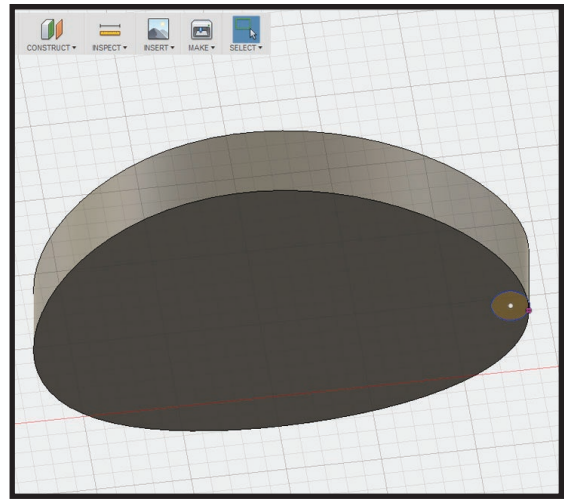 CONSTRUCT ▾ INSPECT ▾ INSERT ▾ MAKE ▾ SELECT ▾